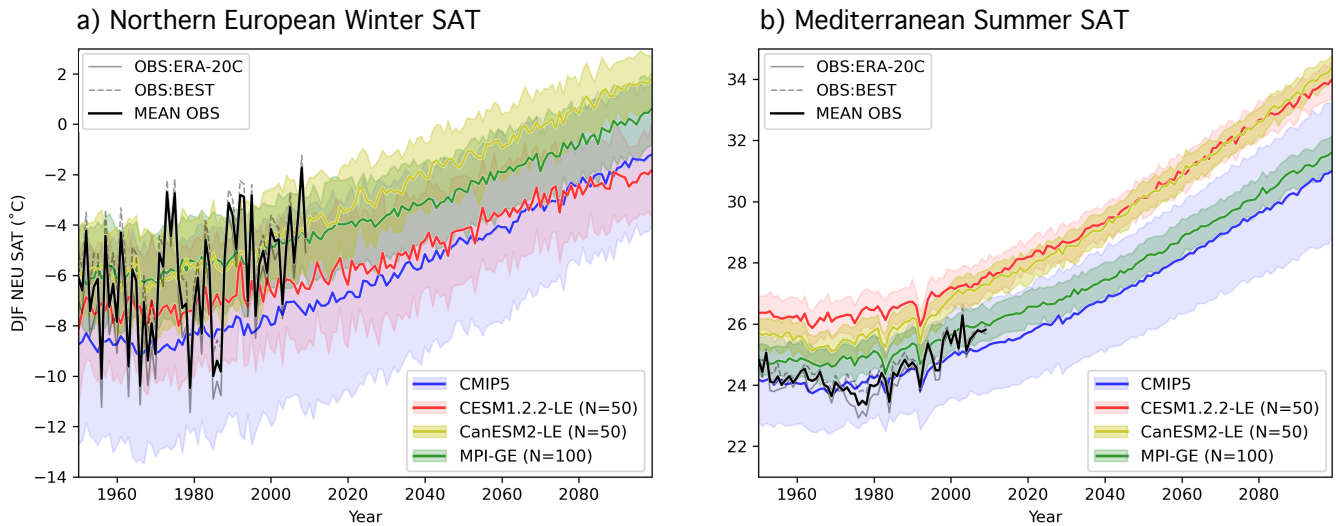 a) Northern European Winter SAT
OBS:ERA-20C
OBS:BEST
MEAN OBS
2
0
−2
−4
−6
−8
−10
−12
−14
DJF NEU SAT (˚C)
CMIP5
CESM1.2.2-LE (N=50)
CanESM2-LE (N=50)
MPI-GE (N=100)
1960 1980 2000 2020 2040 2060 2080
Year
b) Mediterranean Summer SAT
OBS:ERA-20C
OBS:BEST
MEAN OBS
34
32
30
28
26
24
22
CMIP5
CESM1.2.2-LE (N=50)
CanESM2-LE (N=50)
MPI-GE (N=100)
1960 1980 2000 2020 2040 2060 2080
Year